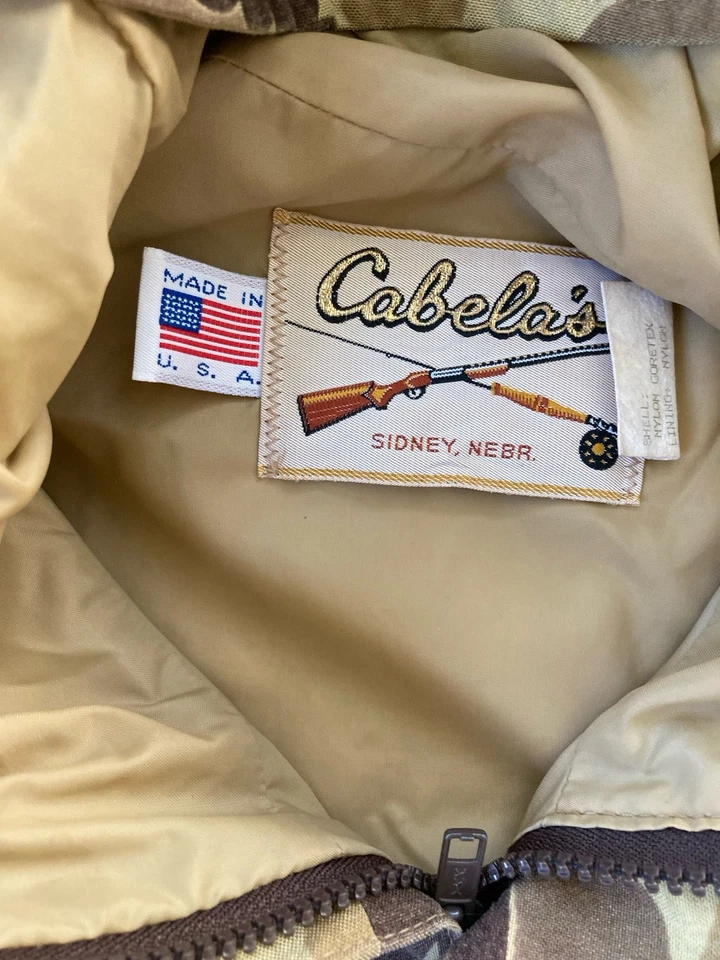 MADE IN
U. S. A.
Cabela's
SIDNEY, NEBR.
SHELL:
NYLON GORETEX
LINING: NYLON